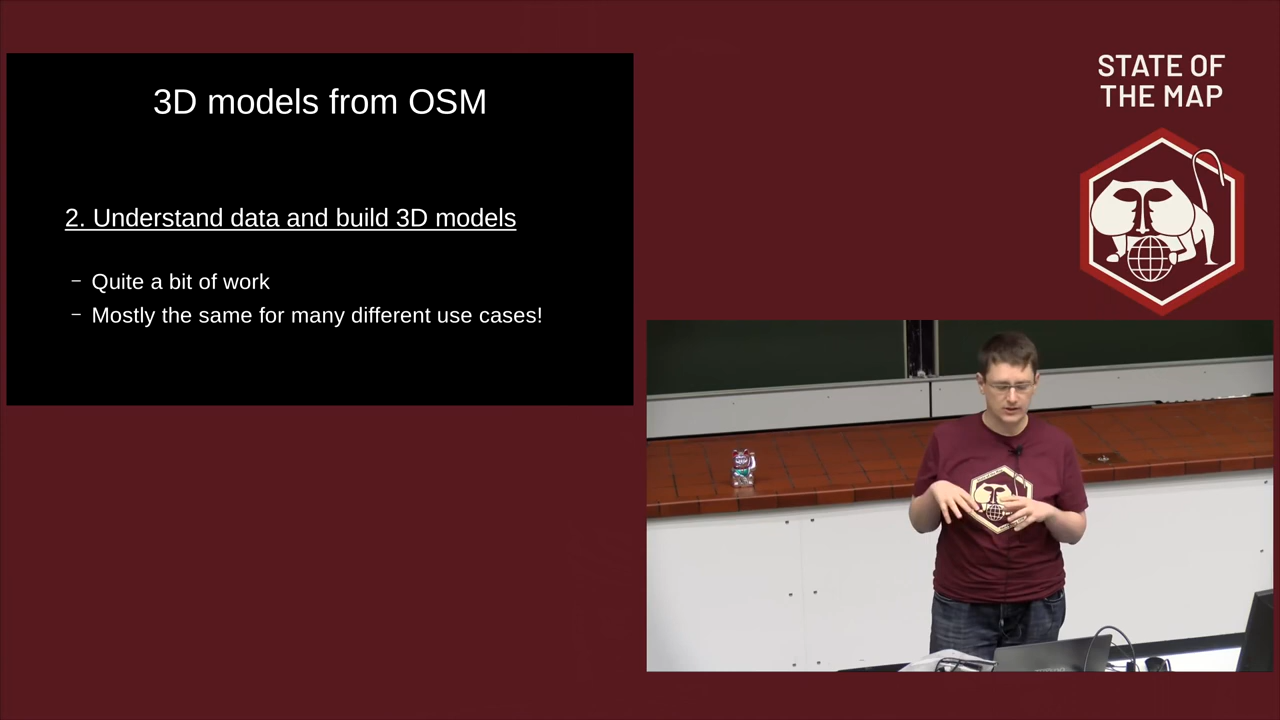 3D models from OSM
2. Understand data and build 3D models
– Quite a bit of work
– Mostly the same for many different use cases!
STATE OF
THE MAP